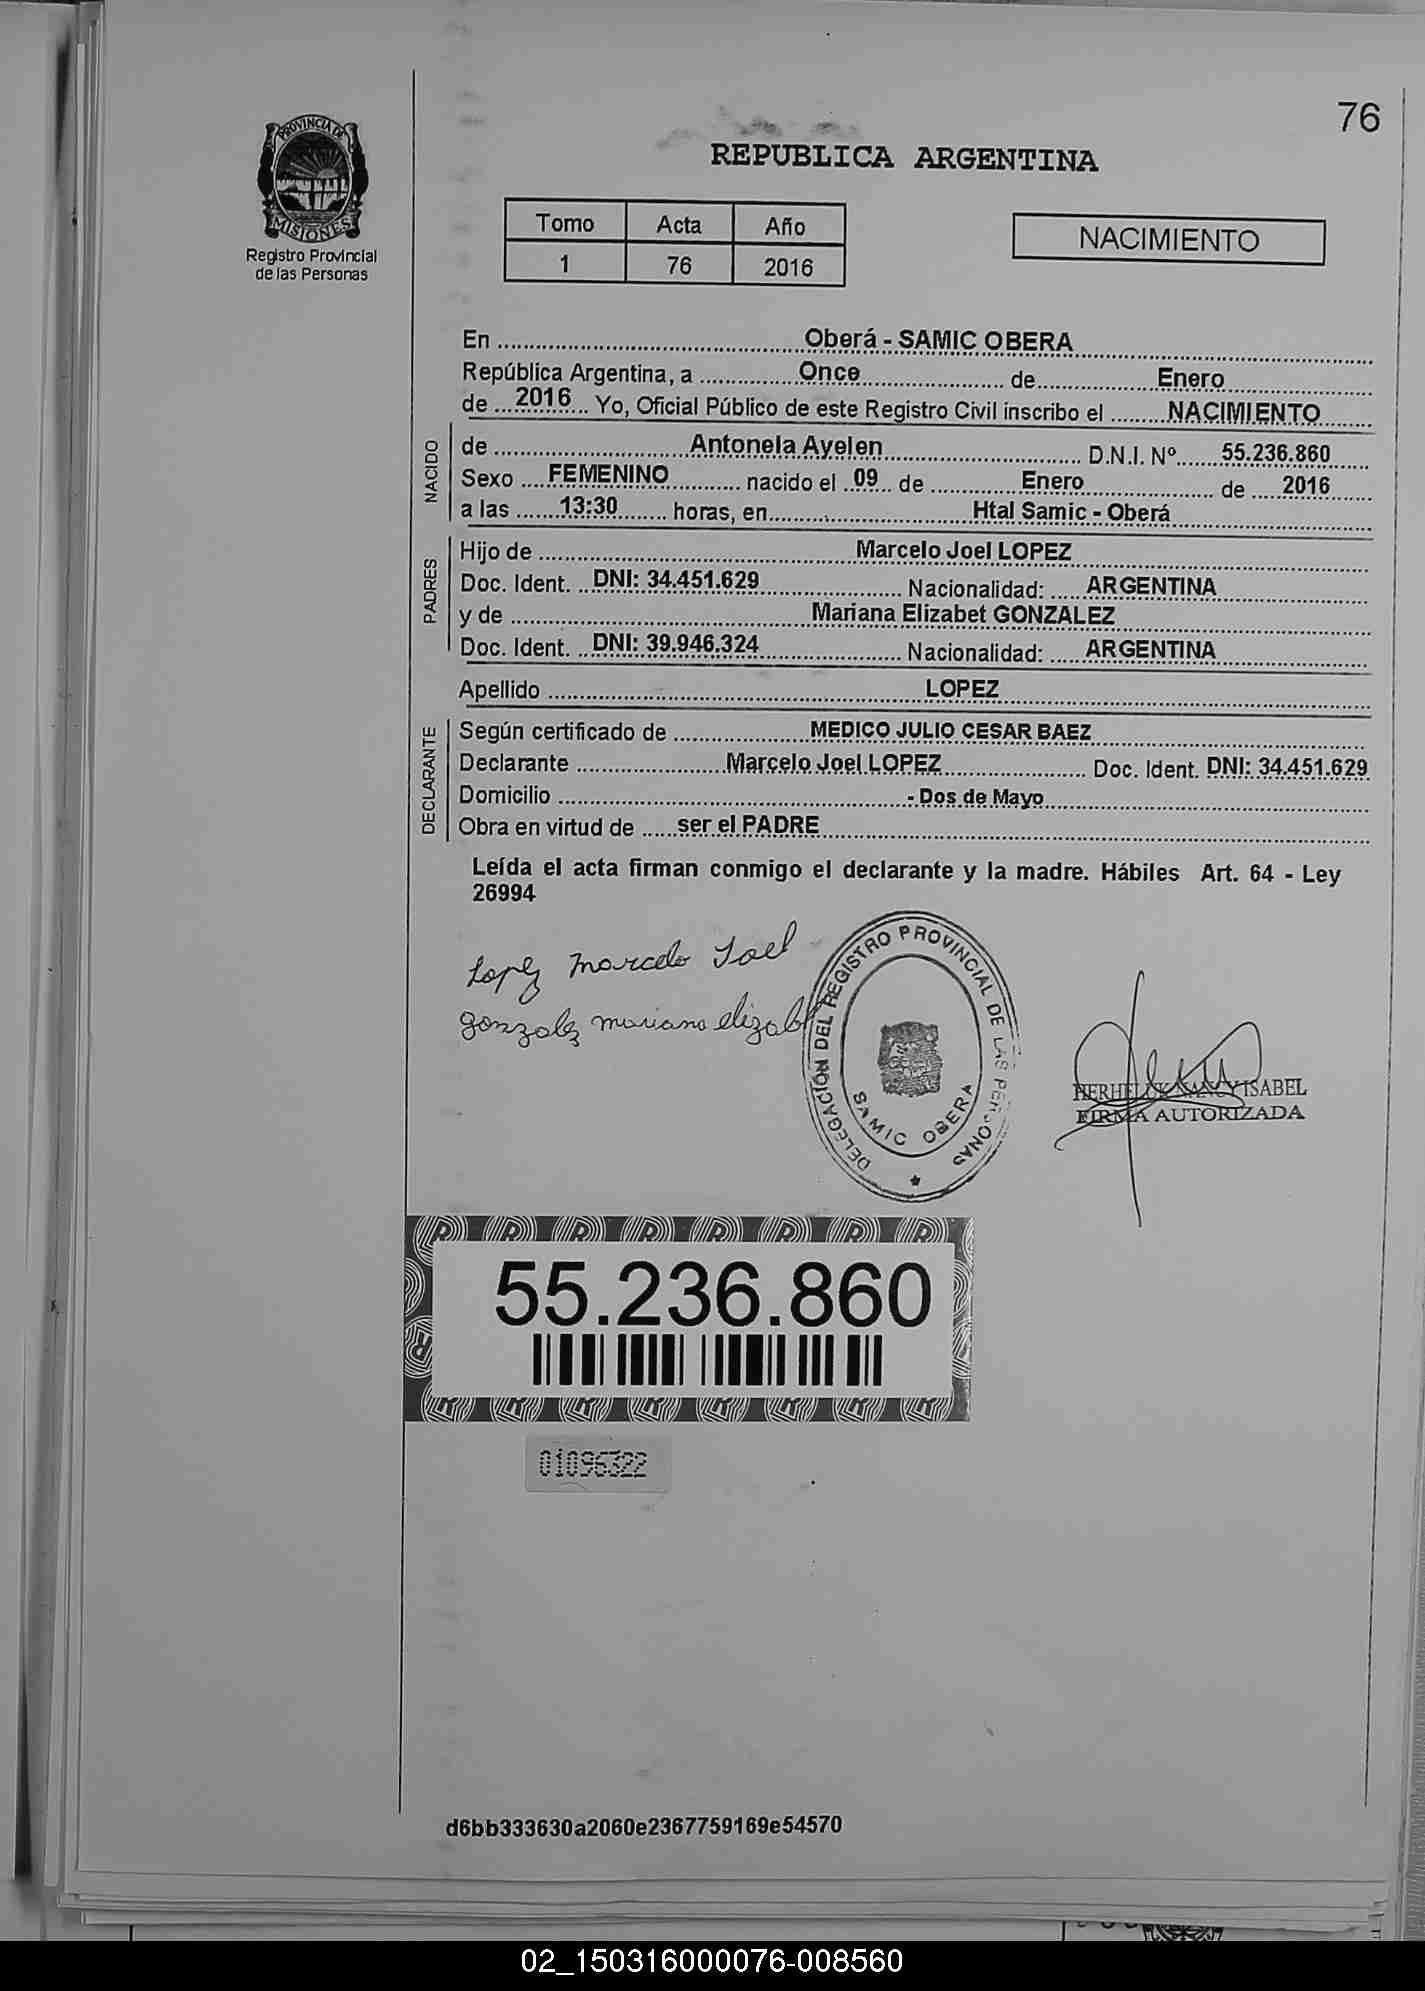 76
PROVINCIA DE
MISIONES
Registro Provincial
de las Personas
REPUBLICA ARGENTINA
Tomo Acta Año
1 76 2016
NACIMIENTO
En Oberá - SAMIC OBERA
República Argentina, a Once de Enero
de 2016 Yo, Oficial Público de este Registro Civil inscribo el NACIMIENTO
NACIDO
de Antonela Ayelen D.N.I. Nº 55.236.860
Sexo FEMENINO nacido el 09 de Enero de 2016
a las 13:30 horas, en Htal Samic - Oberá
PADRES
Hijo de Marcelo Joel LOPEZ
Doc. Ident. DNI: 34.451.629 Nacionalidad: ARGENTINA
y de Mariana Elizabet GONZALEZ
Doc. Ident. DNI: 39.946.324 Nacionalidad: ARGENTINA
Apellido LOPEZ
DECLARANTE
Según certificado de MEDICO JULIO CESAR BAEZ
Declarante Marcelo Joel LOPEZ Doc. Ident. DNI: 34.451.629
Domicilio - Dos de Mayo
Obra en virtud de ser el PADRE
Leída el acta firman conmigo el declarante y la madre. Hábiles Art. 64 - Ley
26994
Lopez Marcelo Joel
gonzalez mariana elizabet
DELEGACIÓN DEL REGISTRO PROVINCIAL DE LAS PERSONAS
SAMIC OBERA
NANCY ISABEL
FIRMA AUTORIZADA
55.236.860
01096322
d6bb333630a2060e2367759169e54570
02_150316000076-008560